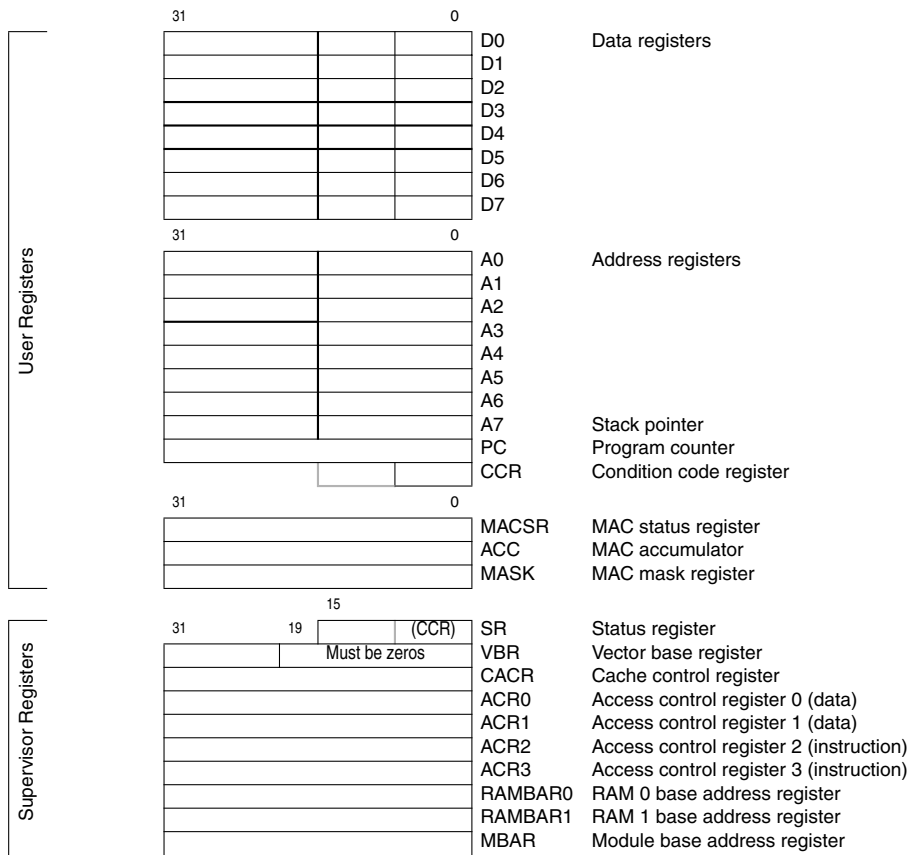 31 0
D0 Data registers
D1
D2
D3
D4
D5
D6
D7
31 0
A0 Address registers
A1
A2
A3
A4
A5
A6
A7 Stack pointer
PC Program counter
CCR Condition code register
31 0
MACSR MAC status register
ACC MAC accumulator
MASK MAC mask register
User Registers
15
31 19 (CCR) SR Status register
Must be zeros VBR Vector base register
CACR Cache control register
ACR0 Access control register 0 (data)
ACR1 Access control register 1 (data)
ACR2 Access control register 2 (instruction)
ACR3 Access control register 3 (instruction)
RAMBAR0 RAM 0 base address register
RAMBAR1 RAM 1 base address register
MBAR Module base address register
Supervisor Registers